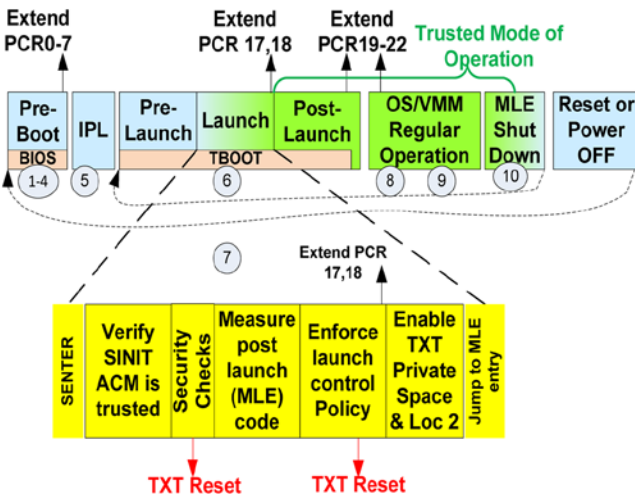 Extend
PCR0-7
Extend
PCR 17,18
Extend
PCR19-22
Trusted Mode of
Operation
Pre-
Boot
BIOS
IPL
Pre-
Launch
Launch
Post-
Launch
TBOOT
OS/VMM
Regular
Operation
MLE
Shut
Down
Reset or
Power
OFF
1-4
5
6
8
9
10
7
Extend PCR
17,18
SENTER
Verify
SINIT
ACM is
trusted
Security
Checks
Measure
post
launch
(MLE)
code
Enforce
launch
control
Policy
Enable
TXT
Private
Space
& Loc 2
Jump to MLE
entry
TXT Reset
TXT Reset